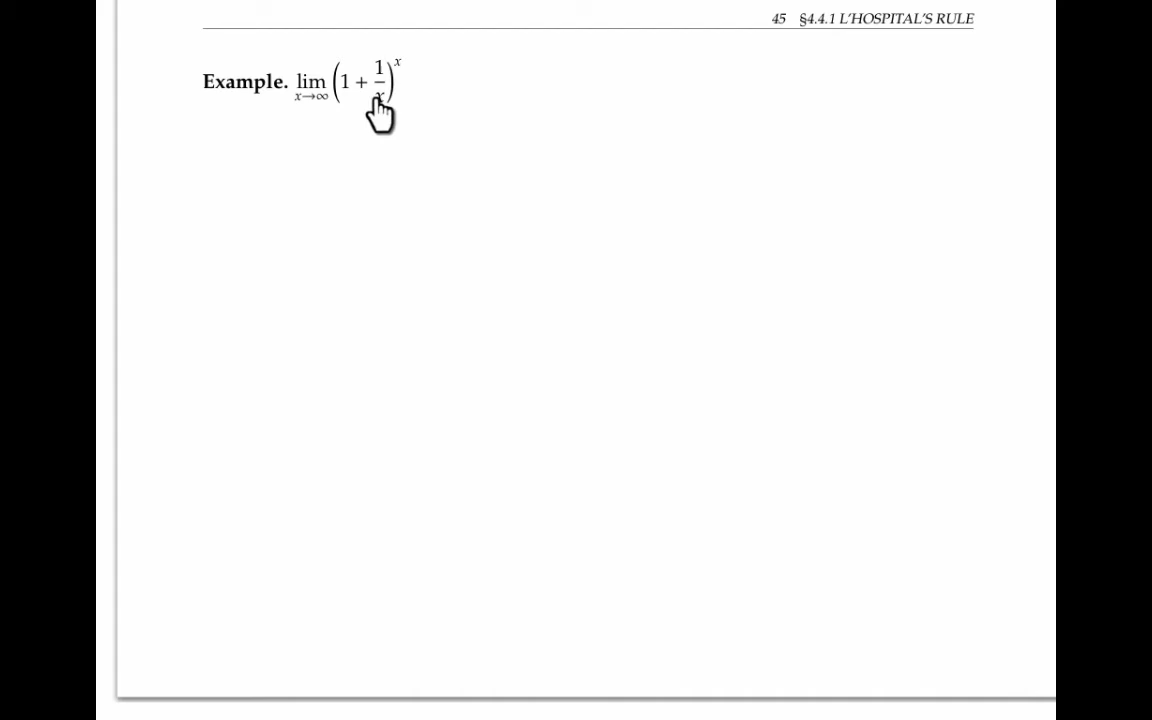 45 §4.4.1 L'HOSPITAL'S RULE
Example. lim_{x→∞} (1 + 1/x)^x